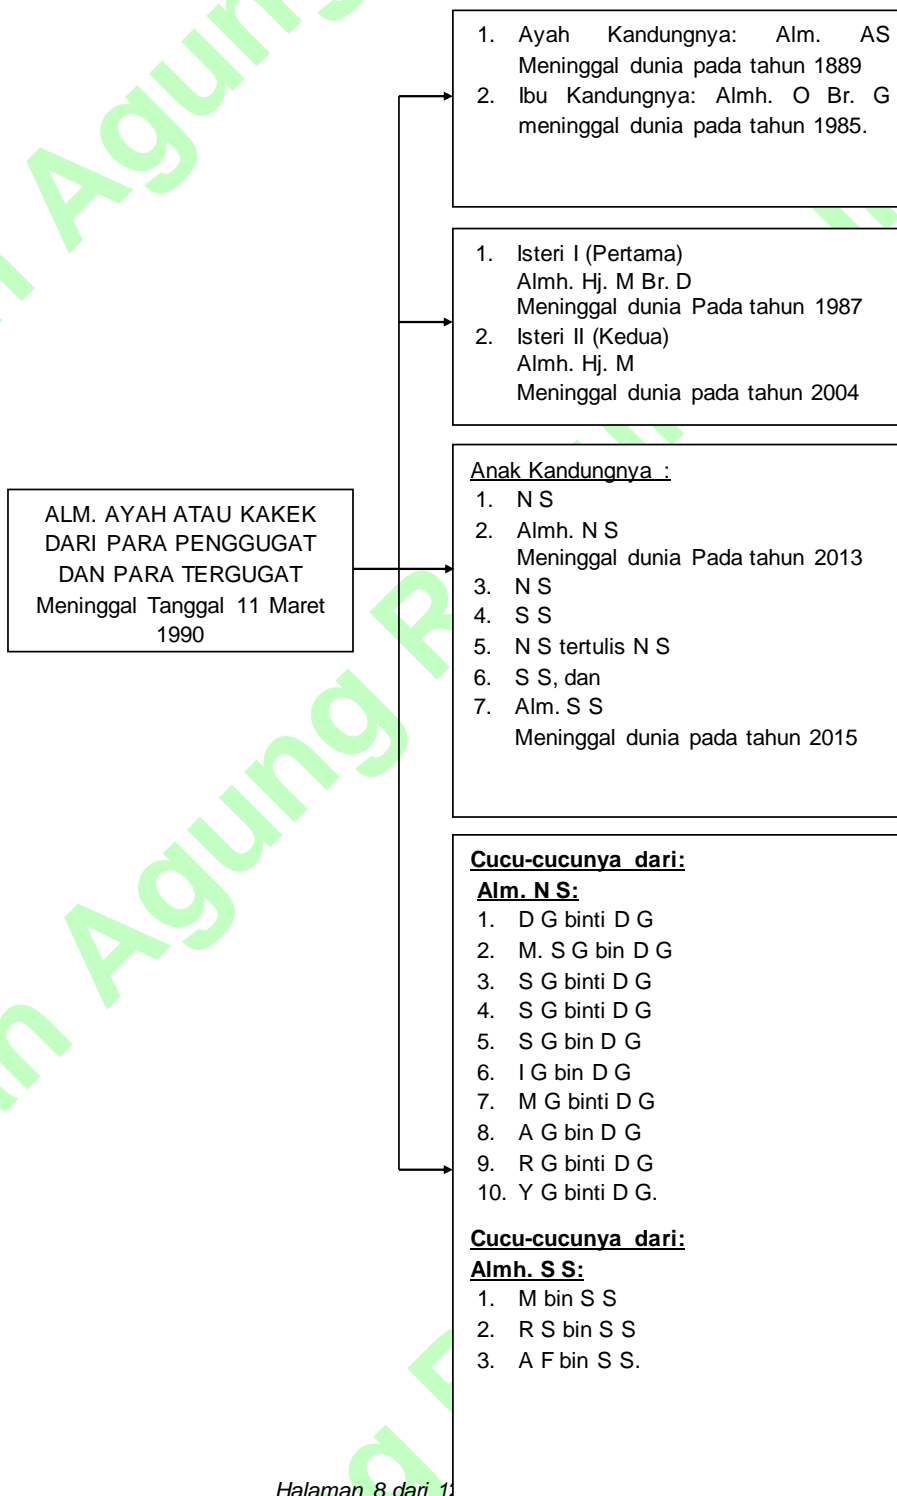 1. Ayah Kandungnya: Alm. AS
Meninggal dunia pada tahun 1889
2. Ibu Kandungnya: Almh. O Br. G
meninggal dunia pada tahun 1985.
1. Isteri I (Pertama)
Almh. Hj. M Br. D
Meninggal dunia Pada tahun 1987
2. Isteri II (Kedua)
Almh. Hj. M
Meninggal dunia pada tahun 2004
ALM. AYAH ATAU KAKEK
DARI PARA PENGGUGAT
DAN PARA TERGUGAT
Meninggal Tanggal 11 Maret
1990
Anak Kandungnya :
1. N S
2. Almh. N S
Meninggal dunia Pada tahun 2013
3. N S
4. S S
5. N S tertulis N S
6. S S, dan
7. Alm. S S
Meninggal dunia pada tahun 2015
Cucu-cucunya dari:
Alm. N S:
1. D G binti D G
2. M. S G bin D G
3. S G binti D G
4. S G binti D G
5. S G bin D G
6. I G bin D G
7. M G binti D G
8. A G bin D G
9. R G binti D G
10. Y G binti D G.
Cucu-cucunya dari:
Almh. S S:
1. M bin S S
2. R S bin S S
3. A F bin S S.
Halaman 8 dari
Agung
Agung